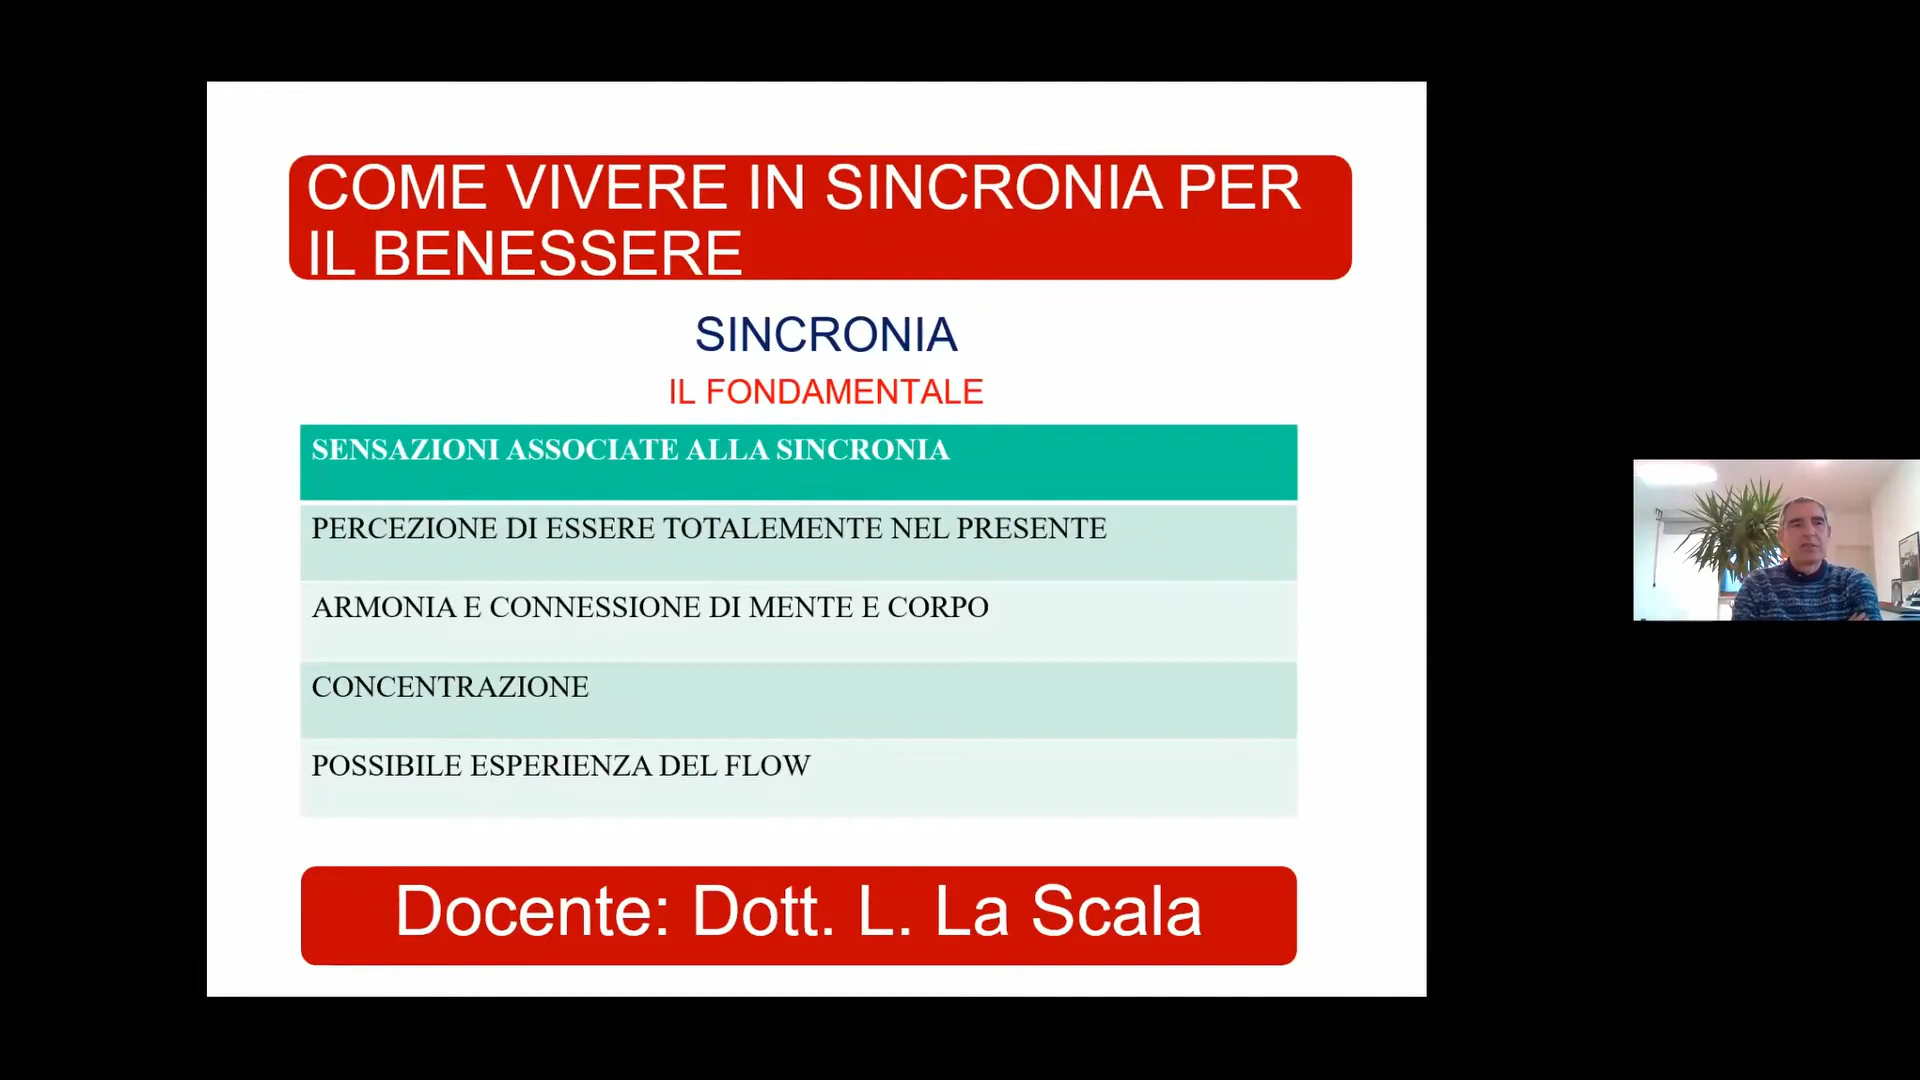 COME VIVERE IN SINCRONIA PER
IL BENESSERE
SINCRONIA
IL FONDAMENTALE
SENSAZIONI ASSOCIATE ALLA SINCRONIA
PERCEZIONE DI ESSERE TOTALEMENTE NEL PRESENTE
ARMONIA E CONNESSIONE DI MENTE E CORPO
CONCENTRAZIONE
POSSIBILE ESPERIENZA DEL FLOW
Docente: Dott. L. La Scala